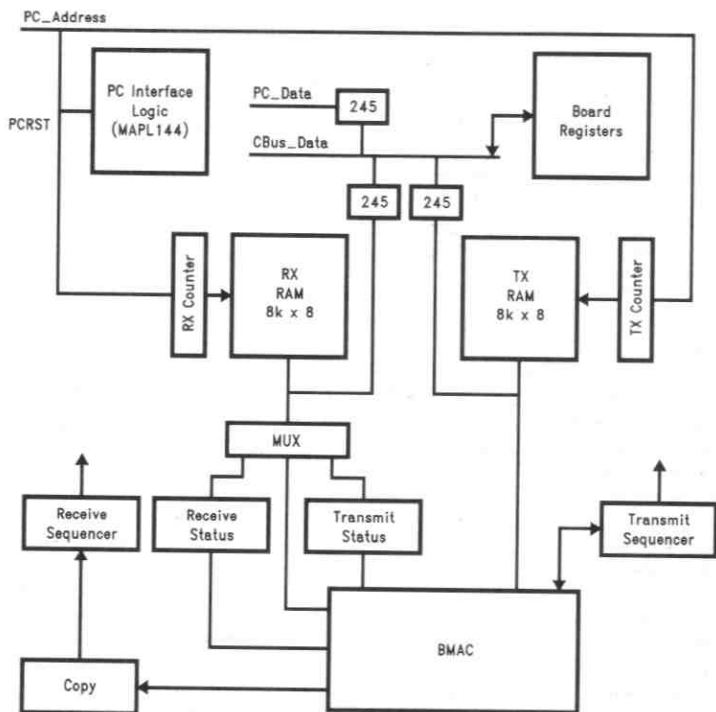 PC_Address
PC Interface
Logic
(MAPL144)
PCRST
PC_Data
245
CBus_Data
Board
Registers
245
245
RX Counter
RX
RAM
8k x 8
TX
RAM
8k x 8
TX Counter
MUX
Receive
Sequencer
Receive
Status
Transmit
Status
Transmit
Sequencer
BMAC
Copy